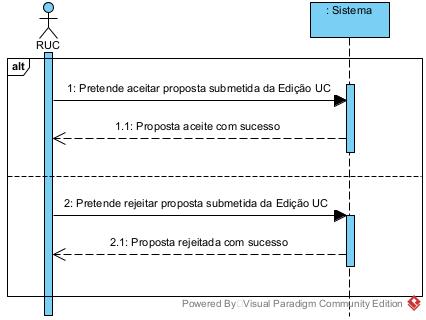 : Sistema
RUC
alt
1: Pretende aceitar proposta submetida da Edição UC
1.1: Proposta aceite com sucesso
2: Pretende rejeitar proposta submetida da Edição UC
2.1: Proposta rejeitada com sucesso
Powered By Visual Paradigm Community Edition